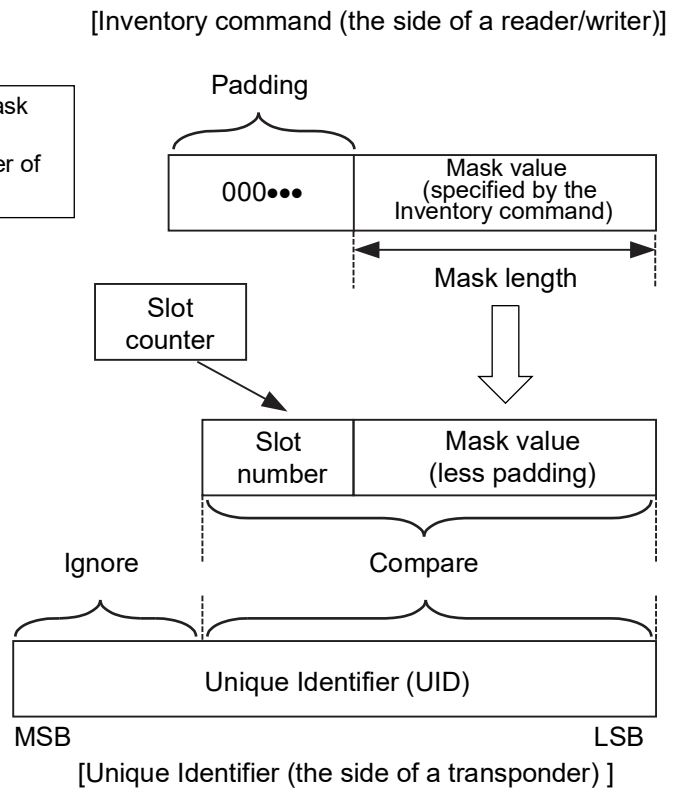 [Inventory command (the side of a reader/writer)]
Padding
ask
er of
000●●●
Mask value
(specified by the
Inventory command)
Mask length
Slot
counter
Slot
number
Mask value
(less padding)
Ignore
Compare
Unique Identifier (UID)
MSB
LSB
[Unique Identifier (the side of a transponder) ]